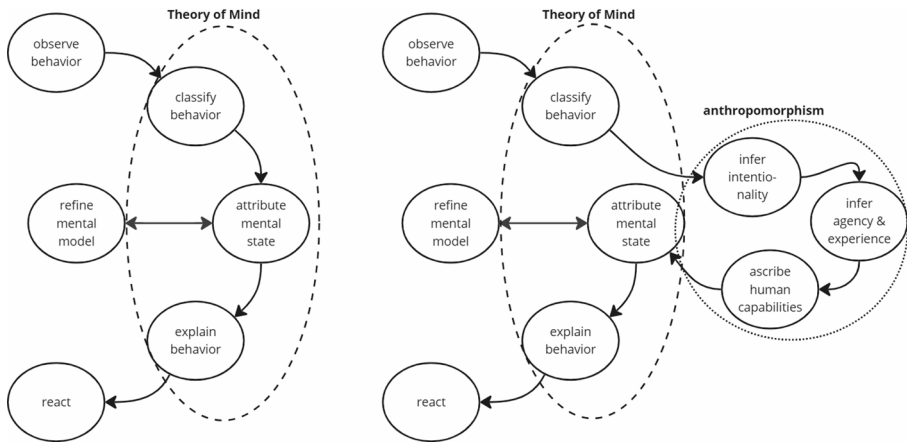 Theory of Mind
observe
behavior
classify
behavior
refine
mental
model
attribute
mental
state
explain
behavior
react
Theory of Mind
observe
behavior
classify
behavior
anthropomorphism
infer
intentio-
nality
infer
agency &
experience
ascribe
human
capabilities
refine
mental
model
attribute
mental
state
explain
behavior
react